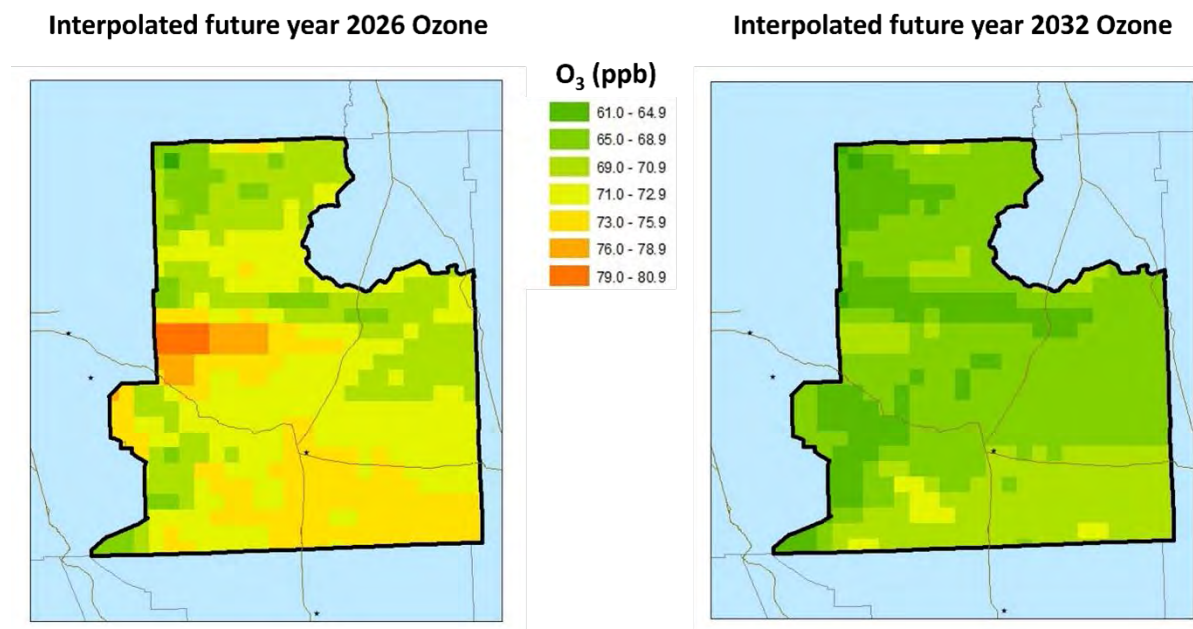 Interpolated future year 2026 Ozone
Interpolated future year 2032 Ozone
O₃ (ppb)
61.0 - 64.9
65.0 - 68.9
69.0 - 70.9
71.0 - 72.9
73.0 - 75.9
76.0 - 78.9
79.0 - 80.9